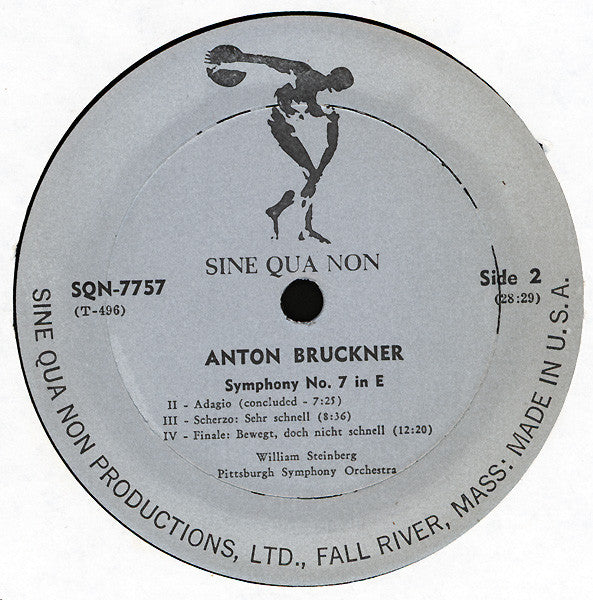 SINE QUA NON
SQN-7757
(T-496)
Side 2
(28:29)
ANTON BRUCKNER
Symphony No. 7 in E
II - Adagio (concluded - 7:25)
III - Scherzo: Sehr schnell (8:36)
IV - Finale: Bewegt, doch nicht schnell (12:20)
William Steinberg
Pittsburgh Symphony Orchestra
SINE QUA NON PRODUCTIONS, LTD., FALL RIVER, MASS: MADE IN U.S.A.